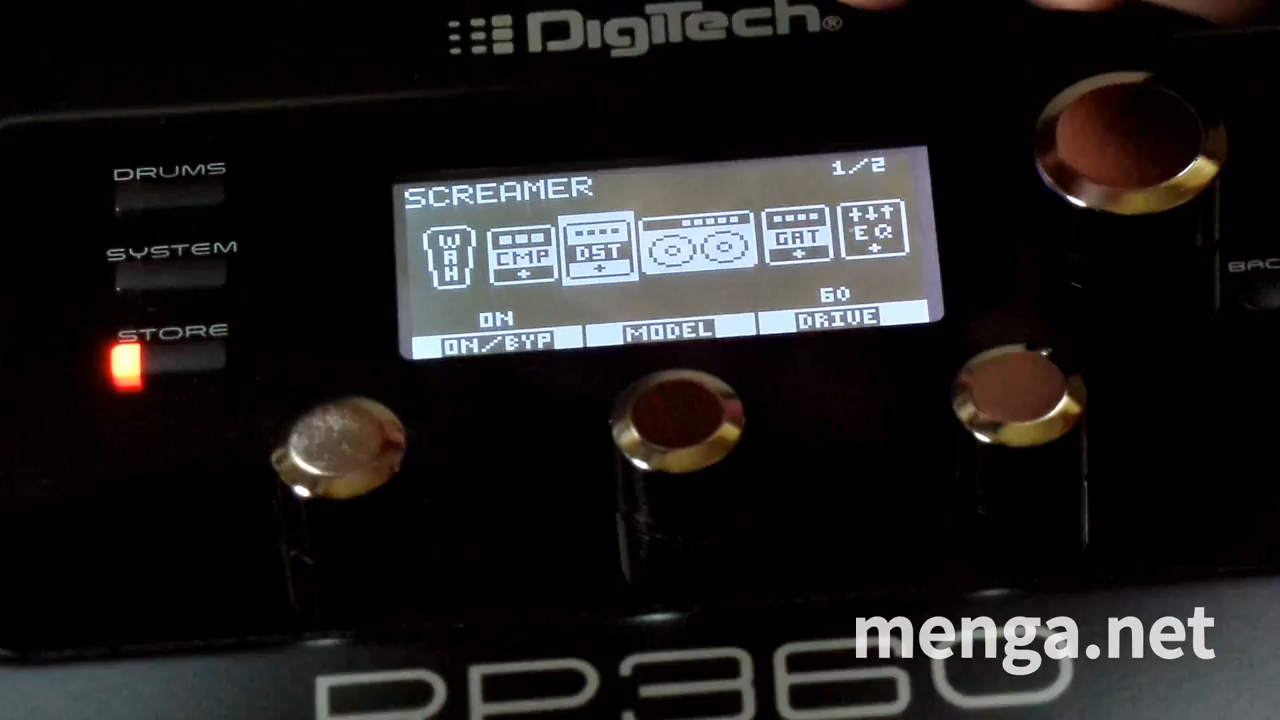 DigiTech®
DRUMS
SYSTEM
STORE
SCREAMER 1/2
WAH CMP DST GAT EQ
ON 60
ON/BYP MODEL DRIVE
BAC
menga.net
RP360